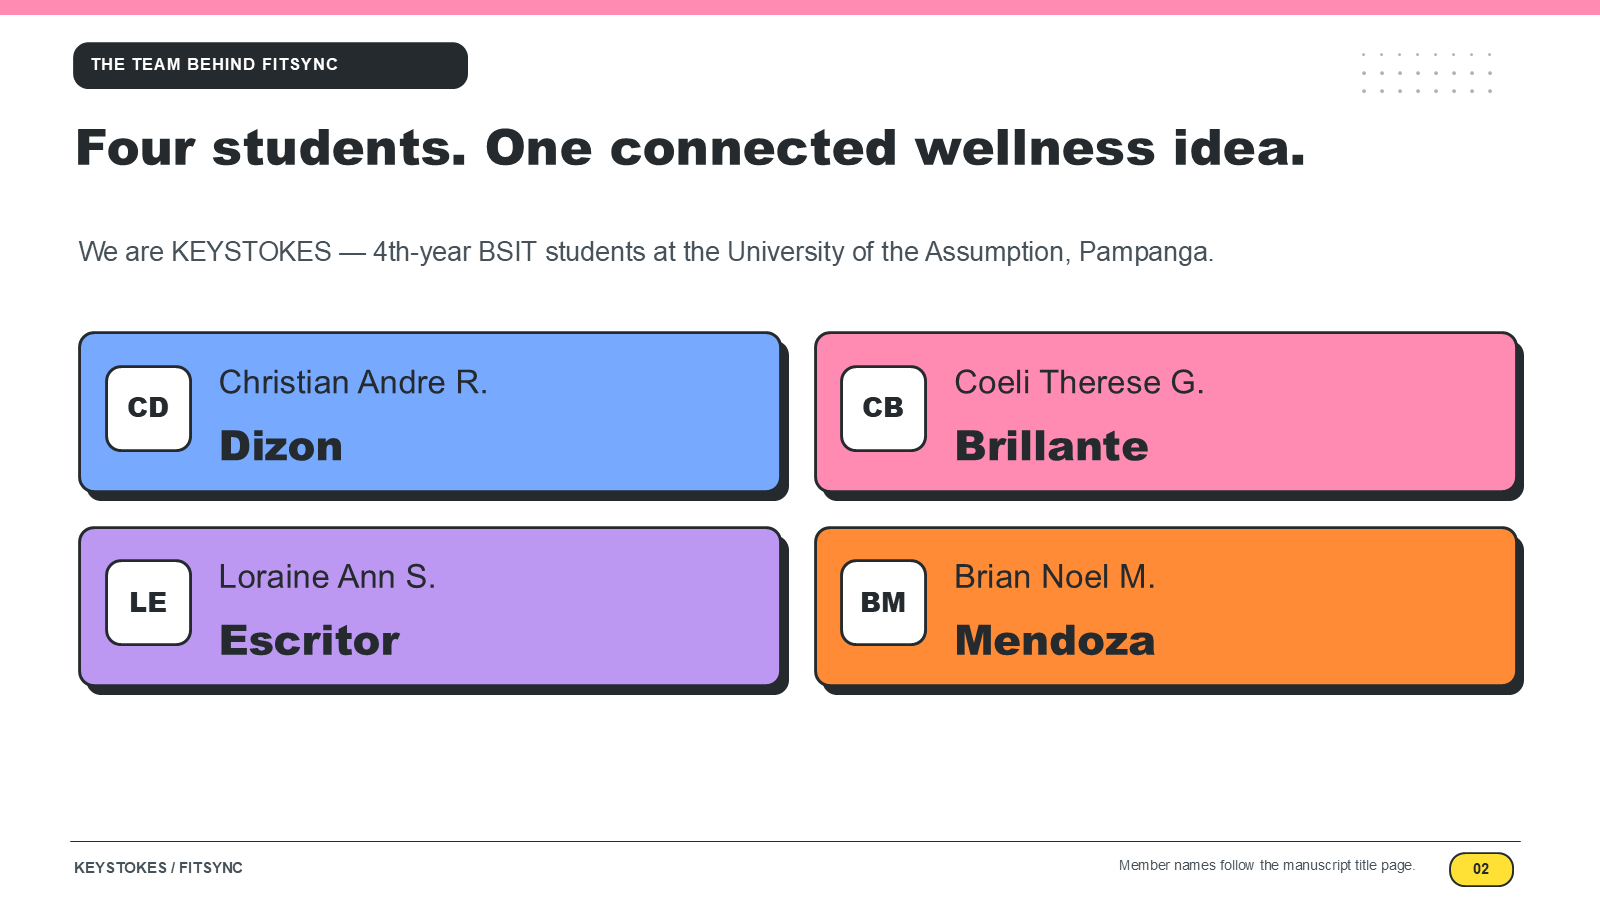 THE TEAM BEHIND FITSYNC
Four students. One connected wellness idea.
We are KEYSTOKES — 4th-year BSIT students at the University of the Assumption, Pampanga.
CD
Christian Andre R.
Dizon
CB
Coeli Therese G.
Brillante
LE
Loraine Ann S.
Escritor
BM
Brian Noel M.
Mendoza
KEYSTOKES / FITSYNC
Member names follow the manuscript title page.
02